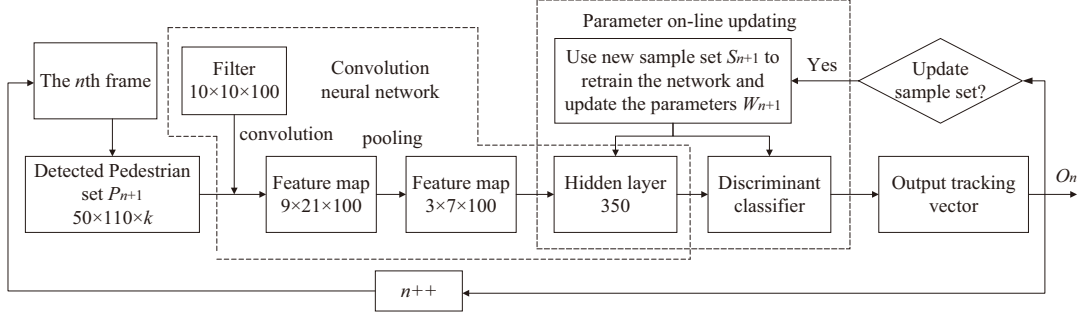 Parameter on-line updating
The nth frame
Filter
10×10×100
Convolution
neural network
Use new sample set Sn+1 to
retrain the network and
update the parameters Wn+1
Yes
Update
sample set?
convolution
pooling
Detected Pedestrian
set Pn+1
50×110×k
Feature map
9×21×100
Feature map
3×7×100
Hidden layer
350
Discriminant
classifier
Output tracking
vector
On
n++